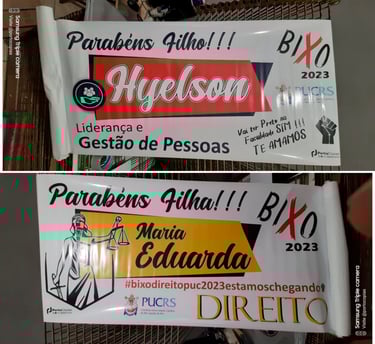 Parabéns Filho!!!
BIXO
2023
Hyelson
PUCRS
Liderança e
Gestão de Pessoas
Vai ter Preto na
Faculdade SIM!!!
TE AMAMOS
Samsung Triple camera
Parabéns Filha!!!
BIXO
2023
Maria
Eduarda
#bixodireitopuc2023estamoschegando
PUCRS
DIREITO
Samsung Triple camera